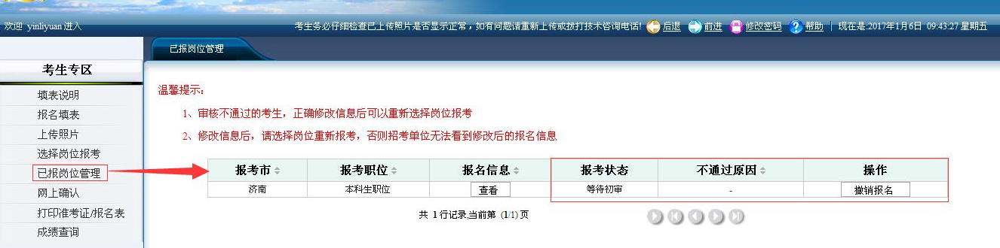 欢迎 yinliyuan 进入
考生务必仔细检查已上传照片是否显示正常，如有问题请重新上传或拨打技术咨询电话! 后退 前进 修改密码 帮助 现在是:2017年1月6日 09:43:27 星期五
已报岗位管理
考生专区
填表说明
报名填表
上传照片
选择岗位报考
已报岗位管理
网上确认
打印准考证/报名表
成绩查询
温馨提示：
1、审核不通过的考生，正确修改信息后可以重新选择岗位报考
2、修改信息后，请选择岗位重新报考，否则招考单位无法看到修改后的报名信息
报考市 报考职位 报名信息 报考状态 不通过原因 操作
济南 本科生职位 查看 等待初审 - 撤销报名
共 1 行记录,当前第 (1/1) 页